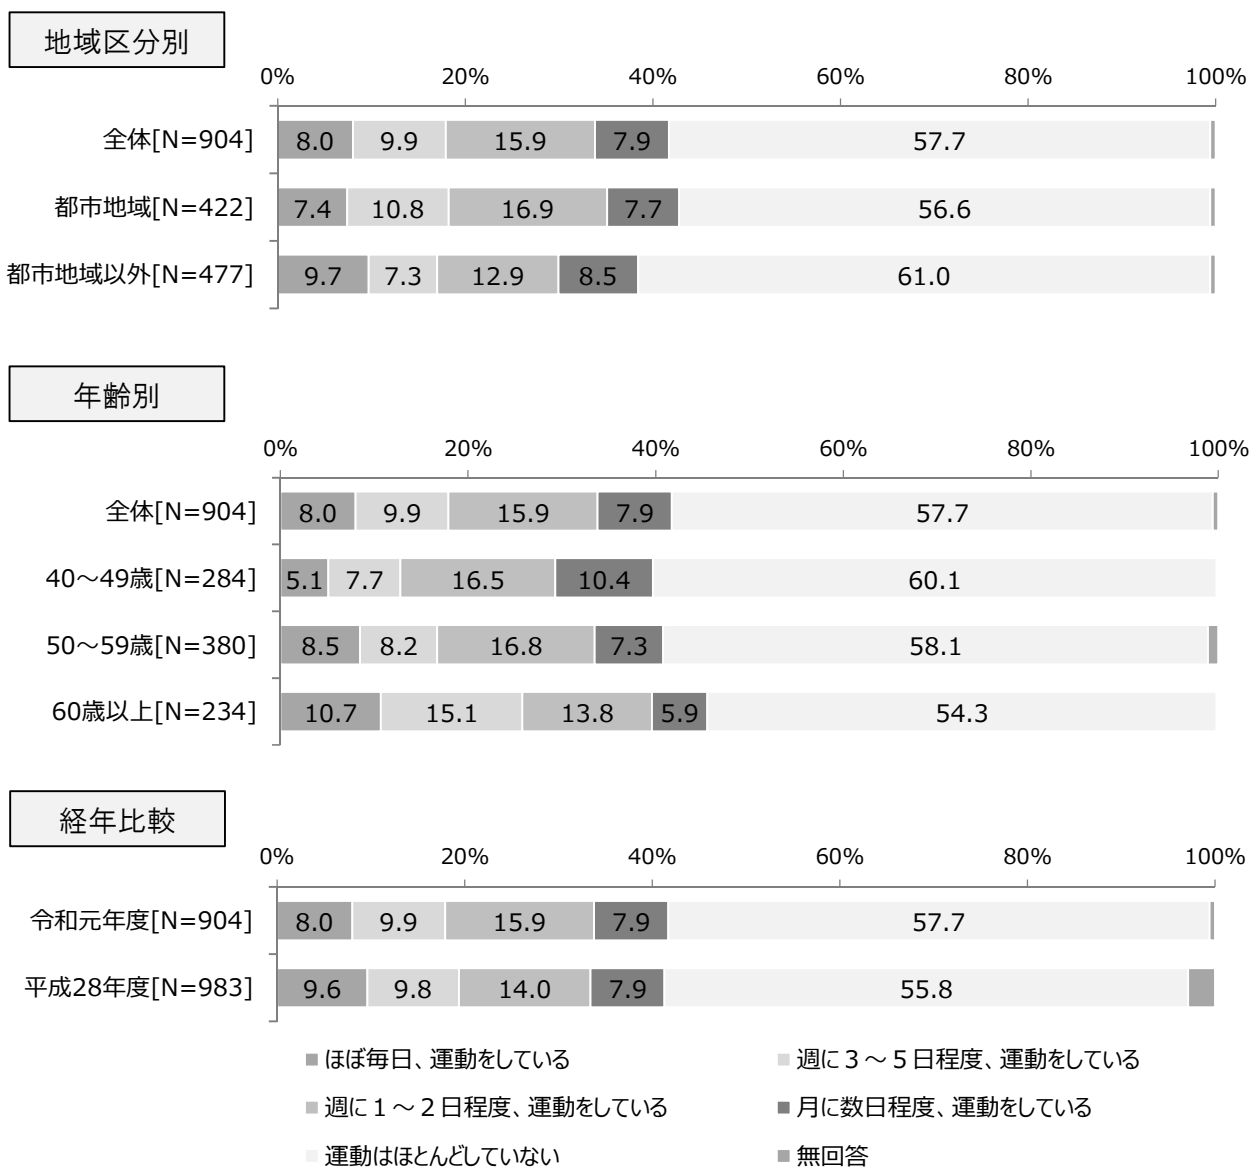 地域区分別
0% 20% 40% 60% 80% 100%
全体[N=904] 8.0 9.9 15.9 7.9 57.7
都市地域[N=422] 7.4 10.8 16.9 7.7 56.6
都市地域以外[N=477] 9.7 7.3 12.9 8.5 61.0
年齢別
0% 20% 40% 60% 80% 100%
全体[N=904] 8.0 9.9 15.9 7.9 57.7
40～49歳[N=284] 5.1 7.7 16.5 10.4 60.1
50～59歳[N=380] 8.5 8.2 16.8 7.3 58.1
60歳以上[N=234] 10.7 15.1 13.8 5.9 54.3
経年比較
0% 20% 40% 60% 80% 100%
令和元年度[N=904] 8.0 9.9 15.9 7.9 57.7
平成28年度[N=983] 9.6 9.8 14.0 7.9 55.8
ほぼ毎日、運動をしている 週に３～５日程度、運動をしている
週に１～２日程度、運動をしている 月に数日程度、運動をしている
運動はほとんどしていない 無回答